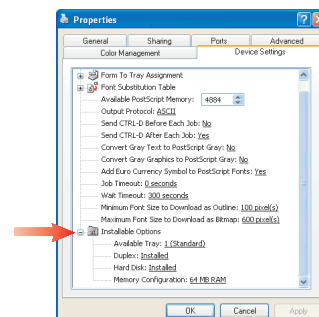 Properties
General Sharing Ports Advanced
Color Management Device Settings
Form To Tray Assignment
Font Substitution Table
Available PostScript Memory: 4884
Output Protocol: ASCII
Send CTRL-D Before Each Job: No
Send CTRL-D After Each Job: Yes
Convert Gray Text to PostScript Gray: No
Convert Gray Graphics to PostScript Gray: No
Add Euro Currency Symbol to PostScript Fonts: Yes
Job Timeout: 0 seconds
Wait Timeout: 300 seconds
Minimum Font Size to Download as Outline: 100 pixel(s)
Maximum Font Size to Download as Bitmap: 600 pixel(s)
Installable Options
Available Tray: 1 (Standard)
Duplex: Installed
Hard Disk: Installed
Memory Configuration: 64 MB RAM
OK Cancel Apply